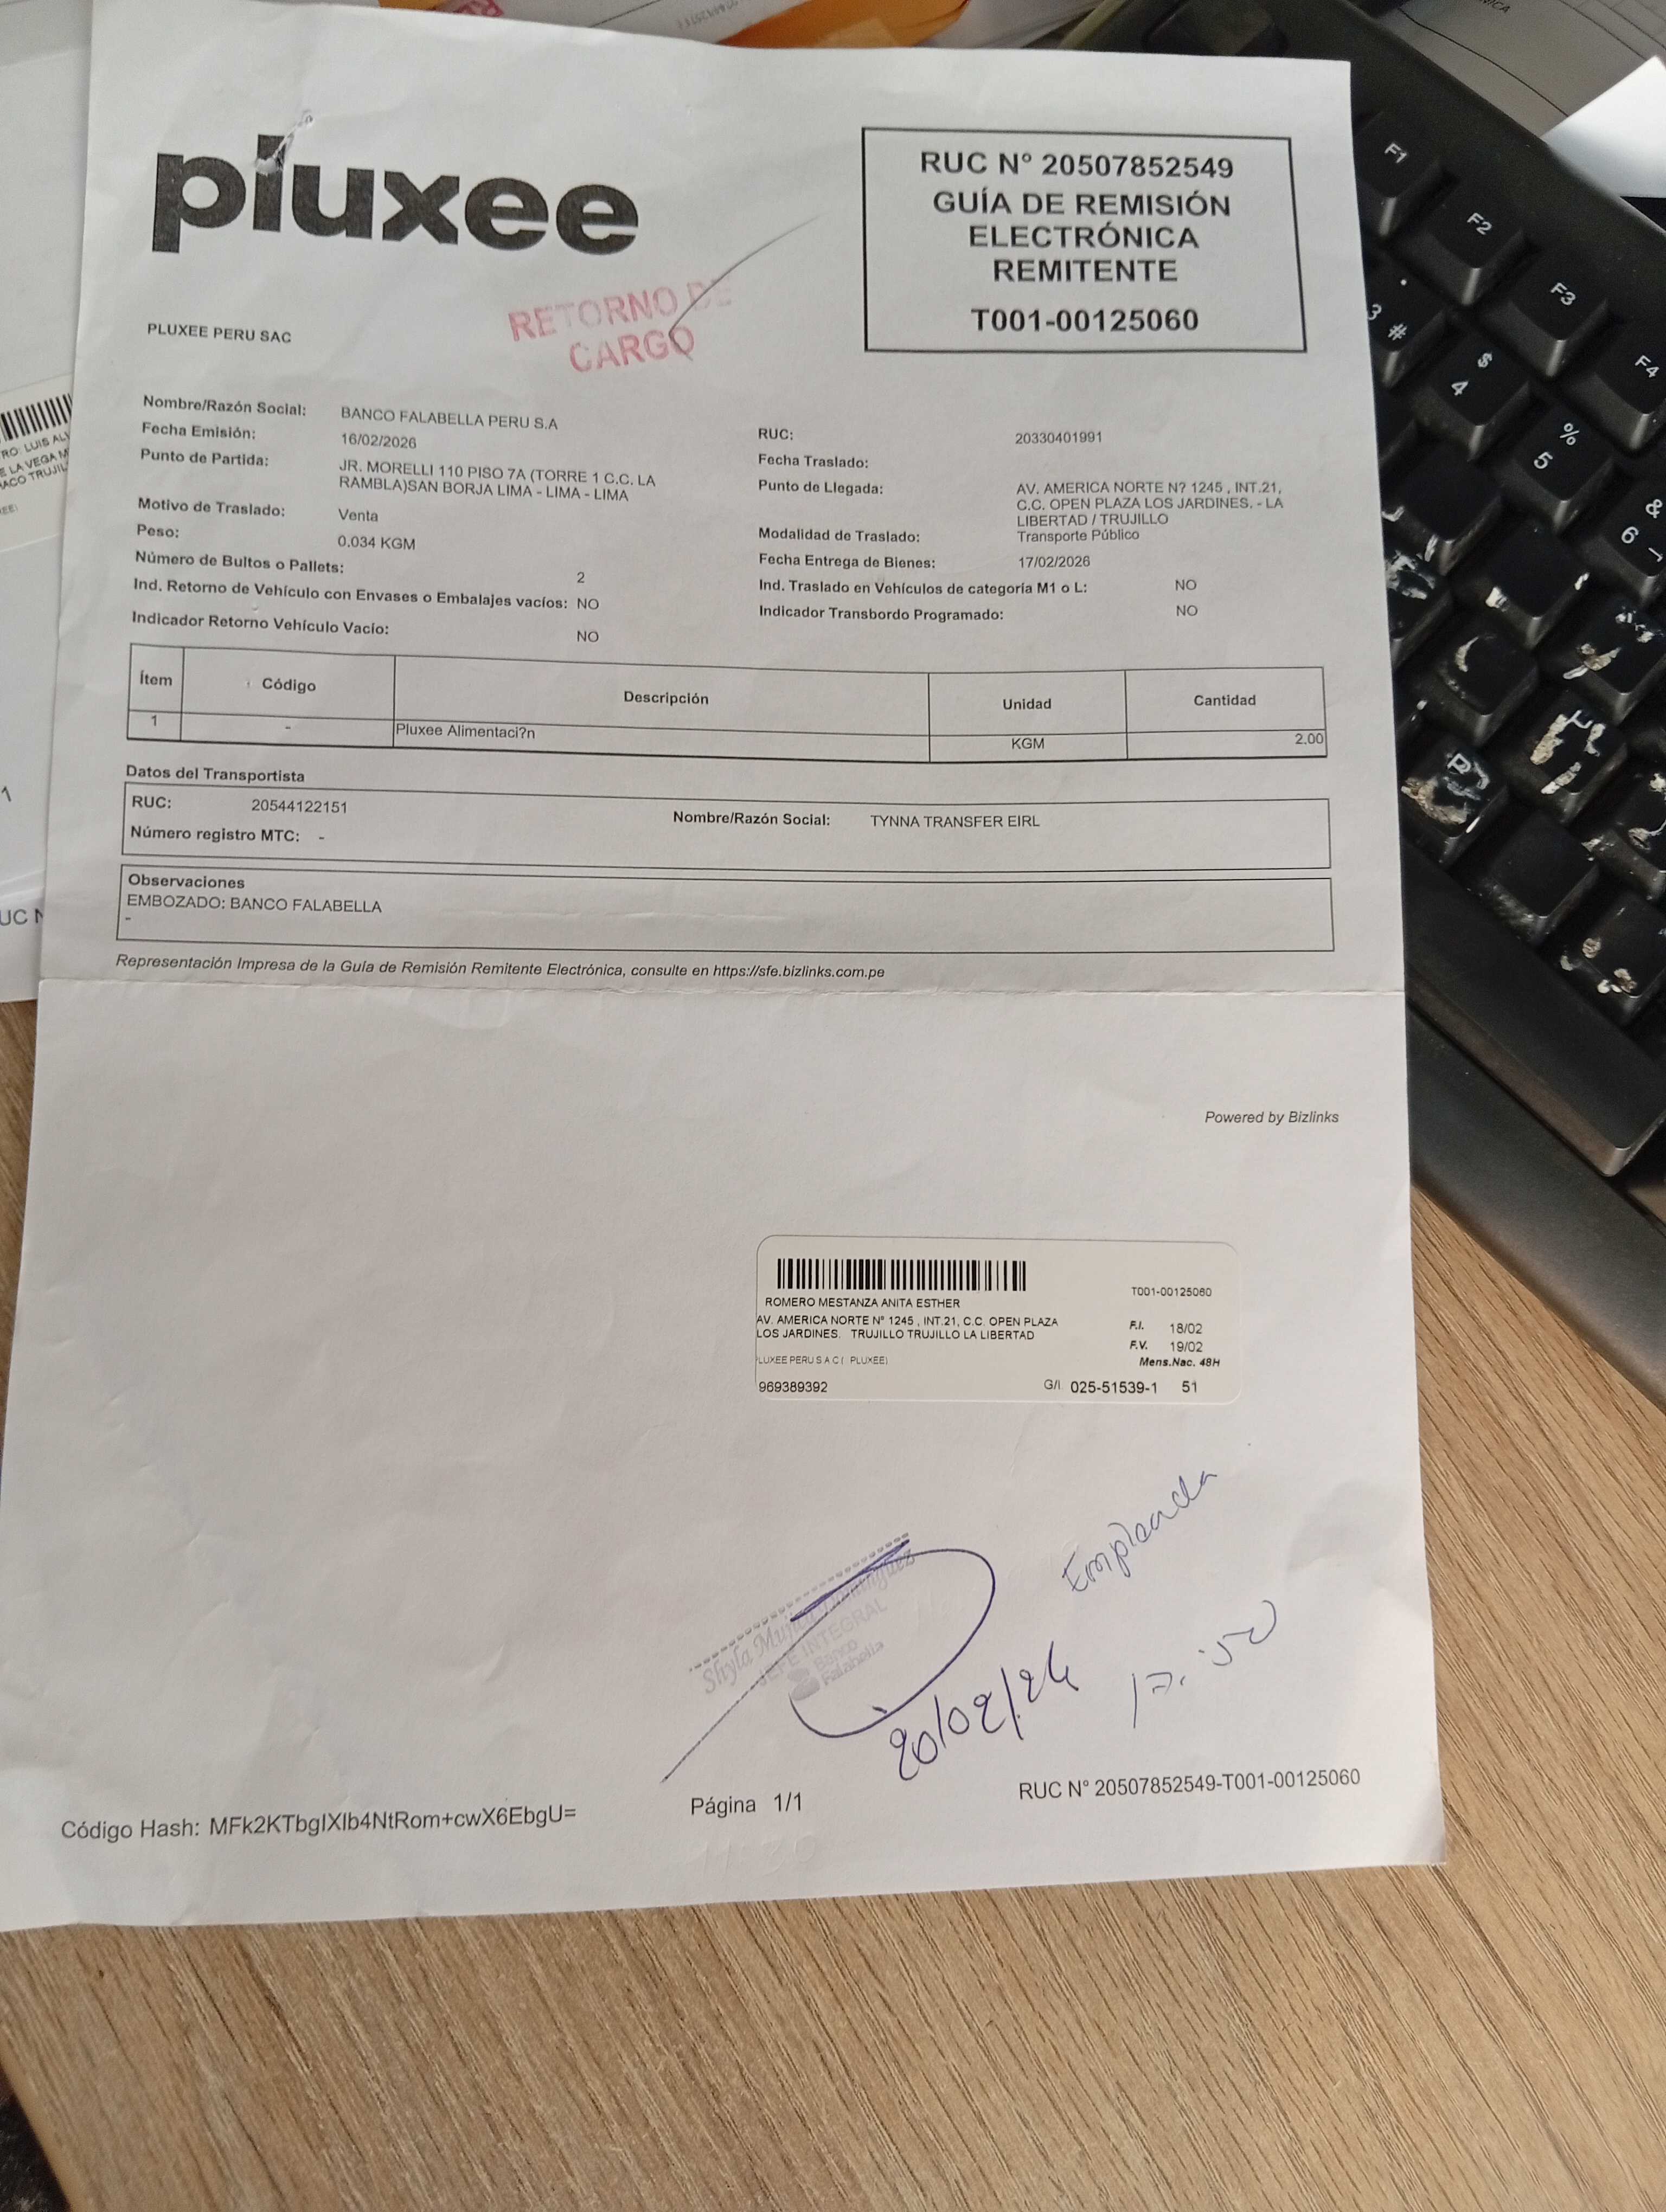 pluxee
RUC N° 20507852549
GUÍA DE REMISIÓN
ELECTRÓNICA
REMITENTE
T001-00125060
PLUXEE PERU SAC
RETORNO DE
CARGO
Nombre/Razón Social: BANCO FALABELLA PERU S.A
Fecha Emisión: 16/02/2026
Punto de Partida: JR. MORELLI 110 PISO 7A (TORRE 1 C.C. LA
RAMBLA)SAN BORJA LIMA - LIMA - LIMA
Motivo de Traslado: Venta
Peso: 0.034 KGM
Número de Bultos o Pallets: 2
Ind. Retorno de Vehículo con Envases o Embalajes vacíos: NO
Indicador Retorno Vehículo Vacío: NO
RUC: 20330401991
Fecha Traslado:
Punto de Llegada: AV. AMERICA NORTE N? 1245 , INT.21,
C.C. OPEN PLAZA LOS JARDINES. - LA
LIBERTAD / TRUJILLO
Modalidad de Traslado: Transporte Público
Fecha Entrega de Bienes: 17/02/2026
Ind. Traslado en Vehículos de categoría M1 o L: NO
Indicador Transbordo Programado: NO
Ítem Código Descripción Unidad Cantidad
1 - Pluxee Alimentaci?n KGM 2.00
Datos del Transportista
RUC: 20544122151 Nombre/Razón Social: TYNNA TRANSFER EIRL
Número registro MTC: -
Observaciones
EMBOZADO: BANCO FALABELLA
-
Representación Impresa de la Guía de Remisión Remitente Electrónica, consulte en https://sfe.bizlinks.com.pe
Powered by Bizlinks
T001-00125060
ROMERO MESTANZA ANITA ESTHER
AV. AMERICA NORTE N° 1245 , INT.21, C.C. OPEN PLAZA
LOS JARDINES. TRUJILLO TRUJILLO LA LIBERTAD
F.I. 18/02
F.V. 19/02
LUXEE PERU S A C ( PLUXEE)
Mens.Nac. 48H
969389392
G/I 025-51539-1 51
Empleada
JEFE INTEGRAL
Banco
Falabella
20/02/26
Código Hash: MFk2KTbgIXIb4NtRom+cwX6EbgU=
Página 1/1
RUC N° 20507852549-T001-00125060
F1
F2
F3
F4
3 #
$
4
%
5
&
6